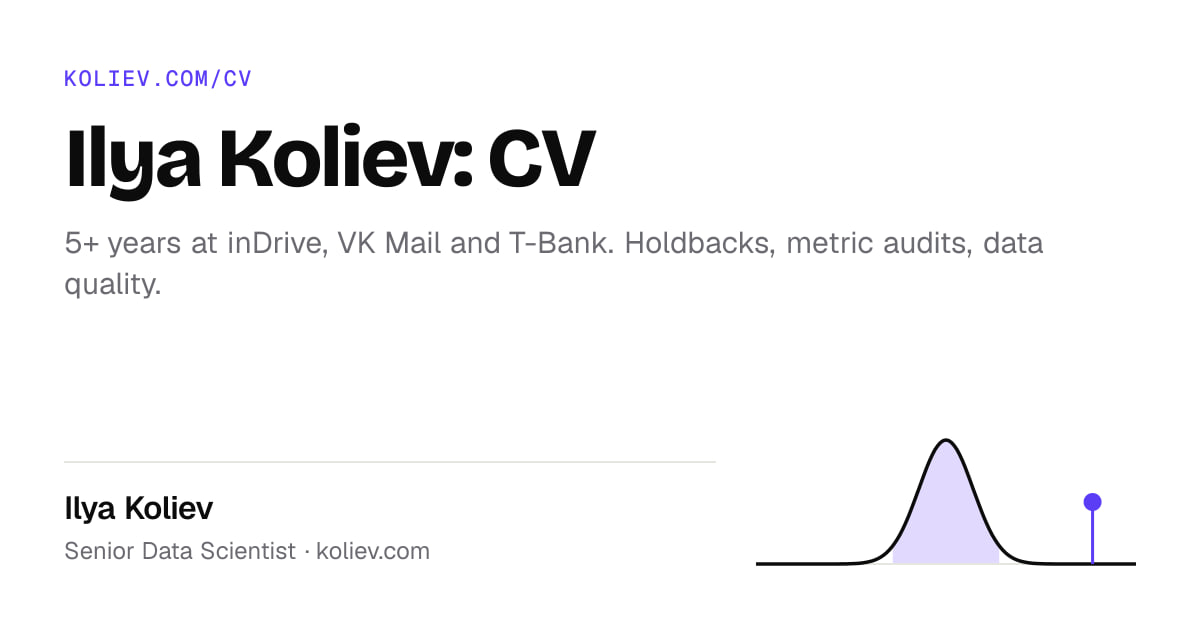 KOLIEV.COM/CV
Ilya Koliev: CV
5+ years at inDrive, VK Mail and T-Bank. Holdbacks, metric audits, data
quality.
Ilya Koliev
Senior Data Scientist · koliev.com